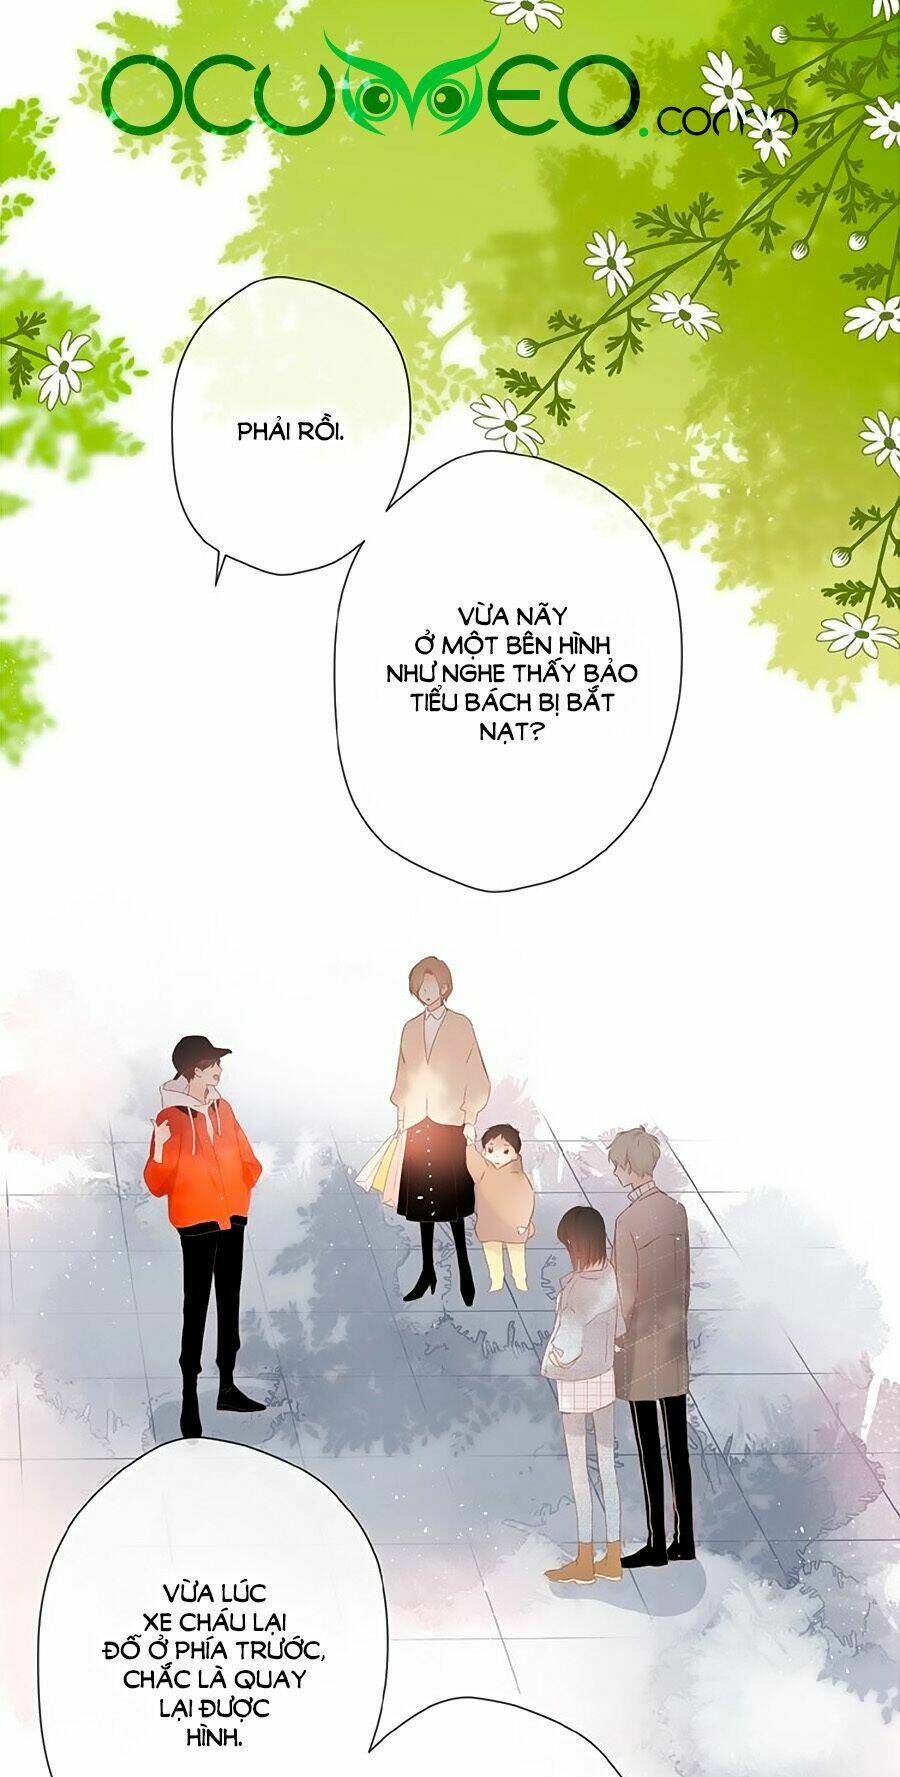 OCUMEO.com
PHẢI RỒI.
VỪA NÃY
Ở MỘT BÊN HÌNH
NHƯ NGHE THẤY BẢO
TIỂU BÁCH BỊ BẮT
NẠT?
VỪA LÚC
XE CHÁU LẠI
ĐỖ Ở PHÍA TRƯỚC,
CHẮC LÀ QUAY
LẠI ĐƯỢC
HÌNH.